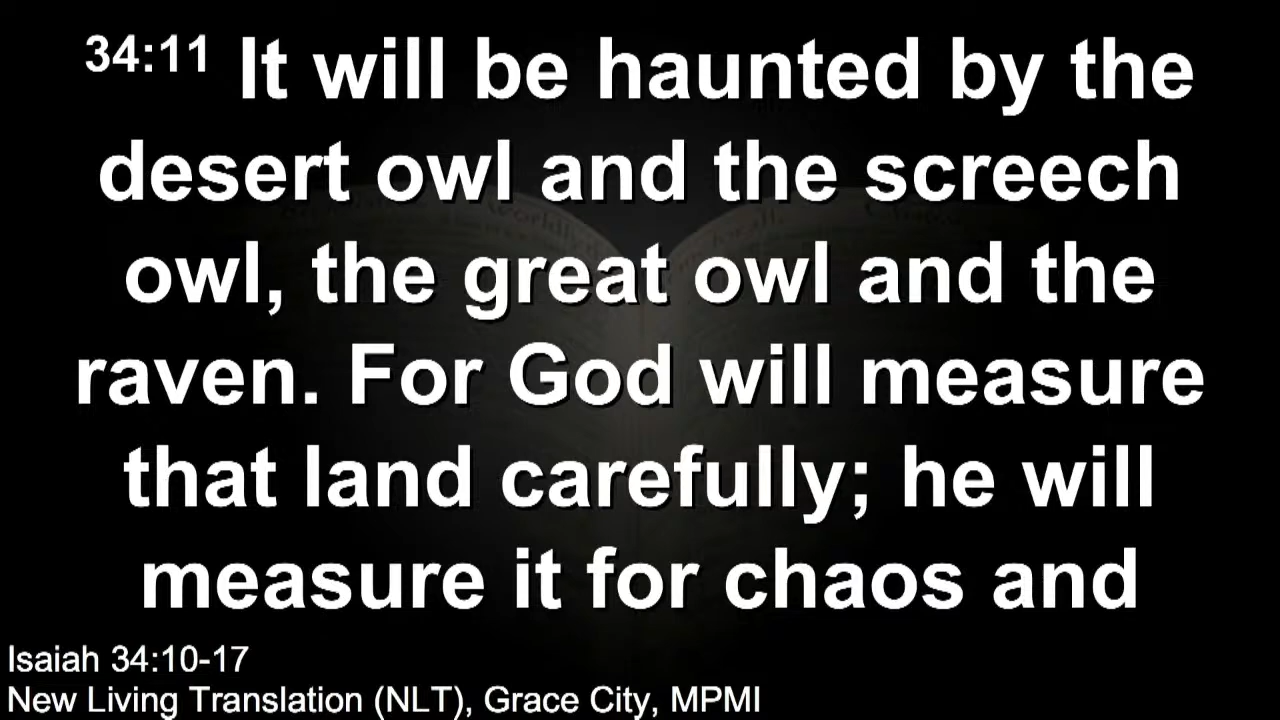 34:11 It will be haunted by the
desert owl and the screech
owl, the great owl and the
raven. For God will measure
that land carefully; he will
measure it for chaos and
Isaiah 34:10-17
New Living Translation (NLT), Grace City, MPMI